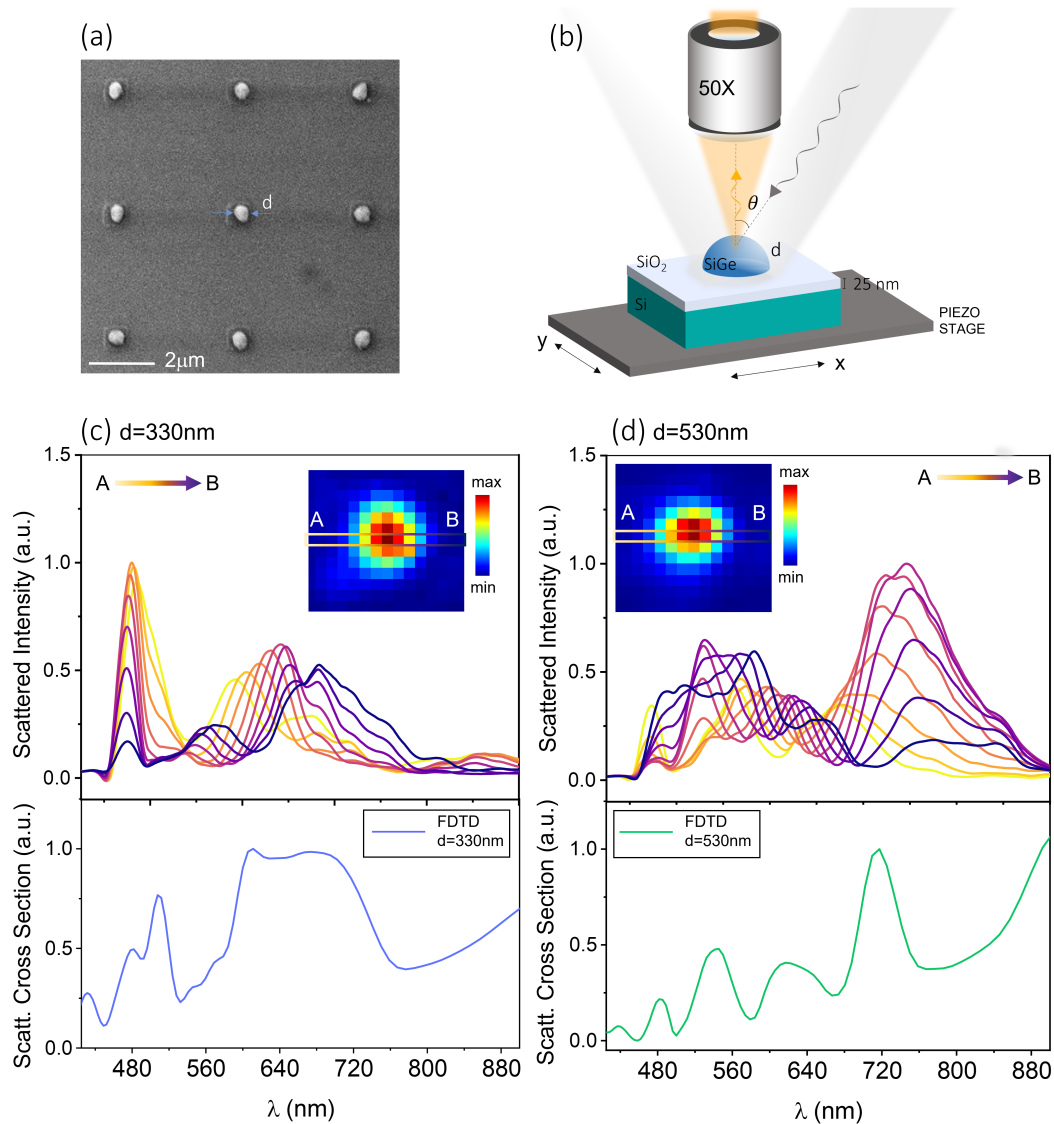 (a)
d
2μm
(b)
50X
θ
d
SiO₂
SiGe
Si
25 nm
PIEZO
STAGE
y
x
(c) d=330nm
A B
A B
max
min
Scattered Intensity (a.u.)
1.5
1.0
0.5
0.0
FDTD
d=330nm
Scatt. Cross Section (a.u.)
1.0
0.5
0.0
480 560 640 720 800 880
λ (nm)
(d) d=530nm
A B
max
min
A B
Scattered Intensity (a.u.)
1.5
1.0
0.5
0.0
FDTD
d=530nm
Scatt. Cross Section (a.u.)
1.0
0.5
0.0
480 560 640 720 800 880
λ (nm)